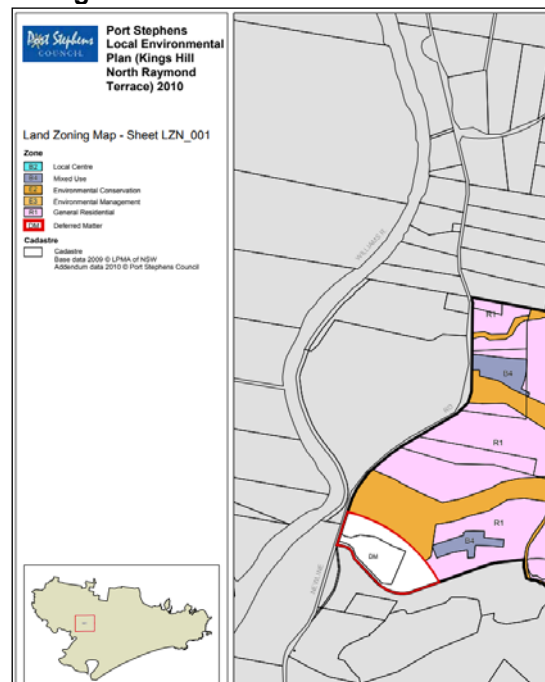 Port Stephens
COUNCIL
Port Stephens
Local Environmental
Plan (Kings Hill
North Raymond
Terrace) 2010
Land Zoning Map - Sheet LZN_001
Zone
B2 Local Centre
B4 Mixed Use
E2 Environmental Conservation
E3 Environmental Management
R1 General Residential
DM Deferred Matter
Cadastre
Cadastre
Base data 2009 © LPMA of NSW
Addendum data 2010 © Port Stephens Council
WILLIAMS R
R1
B4
RD
R1
R1
B4
DM
NEWLINE